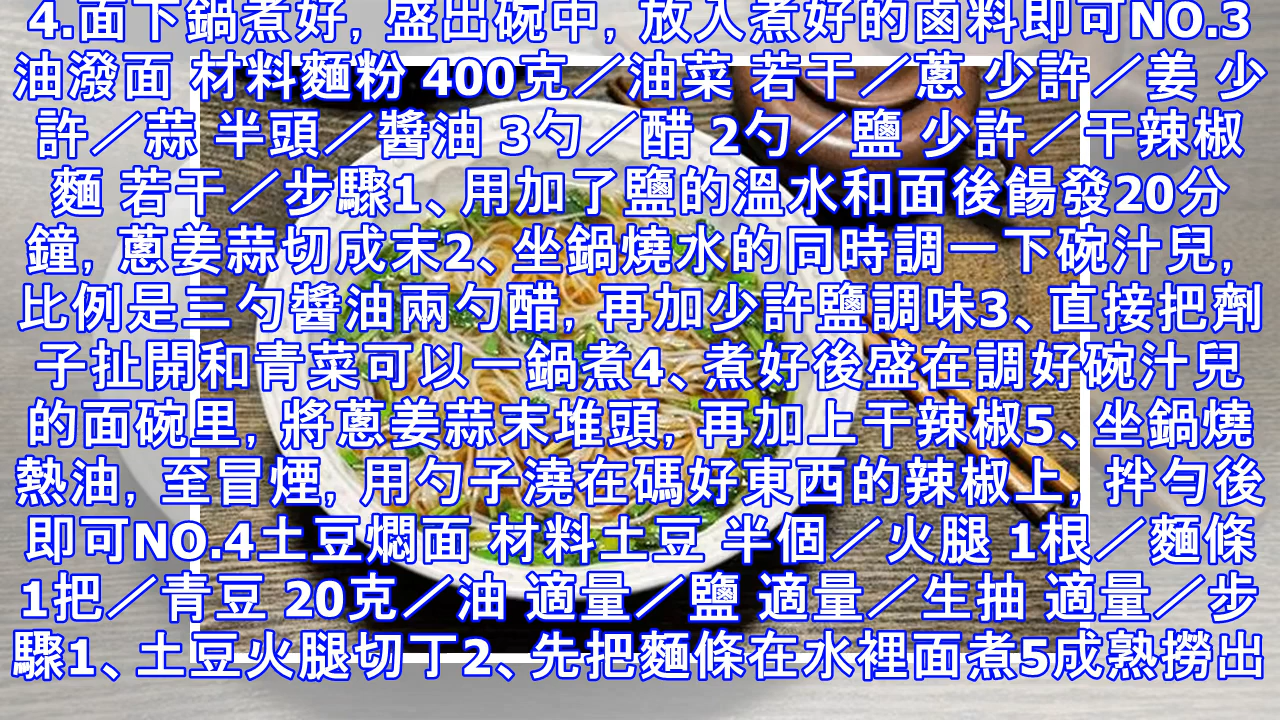 4.面下鍋煮好, 盛出碗中, 放入煮好的鹵料即可NO.3
油潑面 材料麵粉 400克／油菜 若干／蔥 少許／姜 少
許／蒜 半頭／醬油 3勺／醋 2勺／鹽 少許／干辣椒
麵 若干／步驟1、用加了鹽的溫水和面後餳發20分
鐘, 蔥姜蒜切成末2、坐鍋燒水的同時調一下碗汁兒,
比例是三勺醬油兩勺醋, 再加少許鹽調味3、直接把劑
子扯開和青菜可以一鍋煮4、煮好後盛在調好碗汁兒
的面碗里, 將蔥姜蒜末堆頭, 再加上干辣椒5、坐鍋燒
熱油, 至冒煙, 用勺子澆在碼好東西的辣椒上, 拌勻後
即可NO.4土豆燜面 材料土豆 半個／火腿 1根／麵條
1把／青豆 20克／油 適量／鹽 適量／生抽 適量／步
驟1、土豆火腿切丁2、先把麵條在水裡面煮5成熟撈出